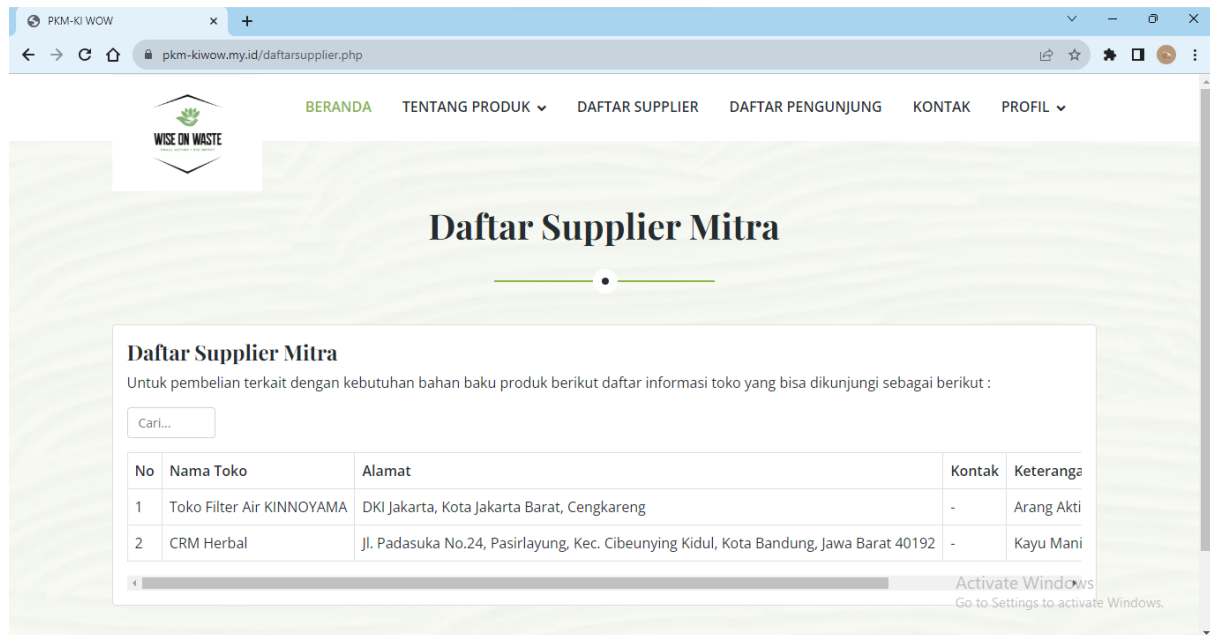 PKM-KI WOW
pkm-kiwow.my.id/daftarsupplier.php
WISE ON WASTE
BERANDA TENTANG PRODUK DAFTAR SUPPLIER DAFTAR PENGUNJUNG KONTAK PROFIL
Daftar Supplier Mitra
Daftar Supplier Mitra
Untuk pembelian terkait dengan kebutuhan bahan baku produk berikut daftar informasi toko yang bisa dikunjungi sebagai berikut :
Cari...
No Nama Toko Alamat Kontak Keteranga
1 Toko Filter Air KINNOYAMA DKI Jakarta, Kota Jakarta Barat, Cengkareng - Arang Akti
2 CRM Herbal Jl. Padasuka No.24, Pasirlayung, Kec. Cibeunying Kidul, Kota Bandung, Jawa Barat 40192 - Kayu Mani
Activate Windows
Go to Settings to activate Windows.